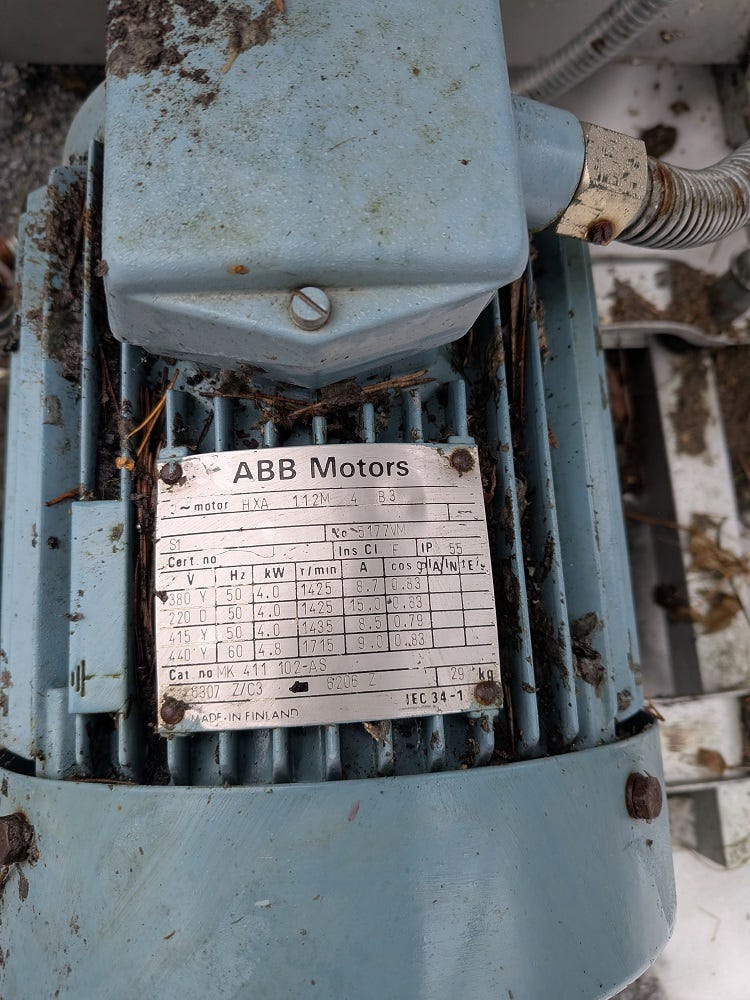 ABB Motors
~ motor HXA 112M 4 B3
No 5177VM
S1 Ins Cl F IP 55
Cert. no
V Hz kW r/min A cos φ
380 Y 50 4.0 1425 8.7 0.83
220 D 50 4.0 1425 15.0 0.83
415 Y 50 4.0 1435 8.5 0.79
440 Y 60 4.8 1715 9.0 0.83
Cat. no MK 411 102-AS 29 kg
6307 Z/C3 6206 Z IEC 34-1
MADE IN FINLAND